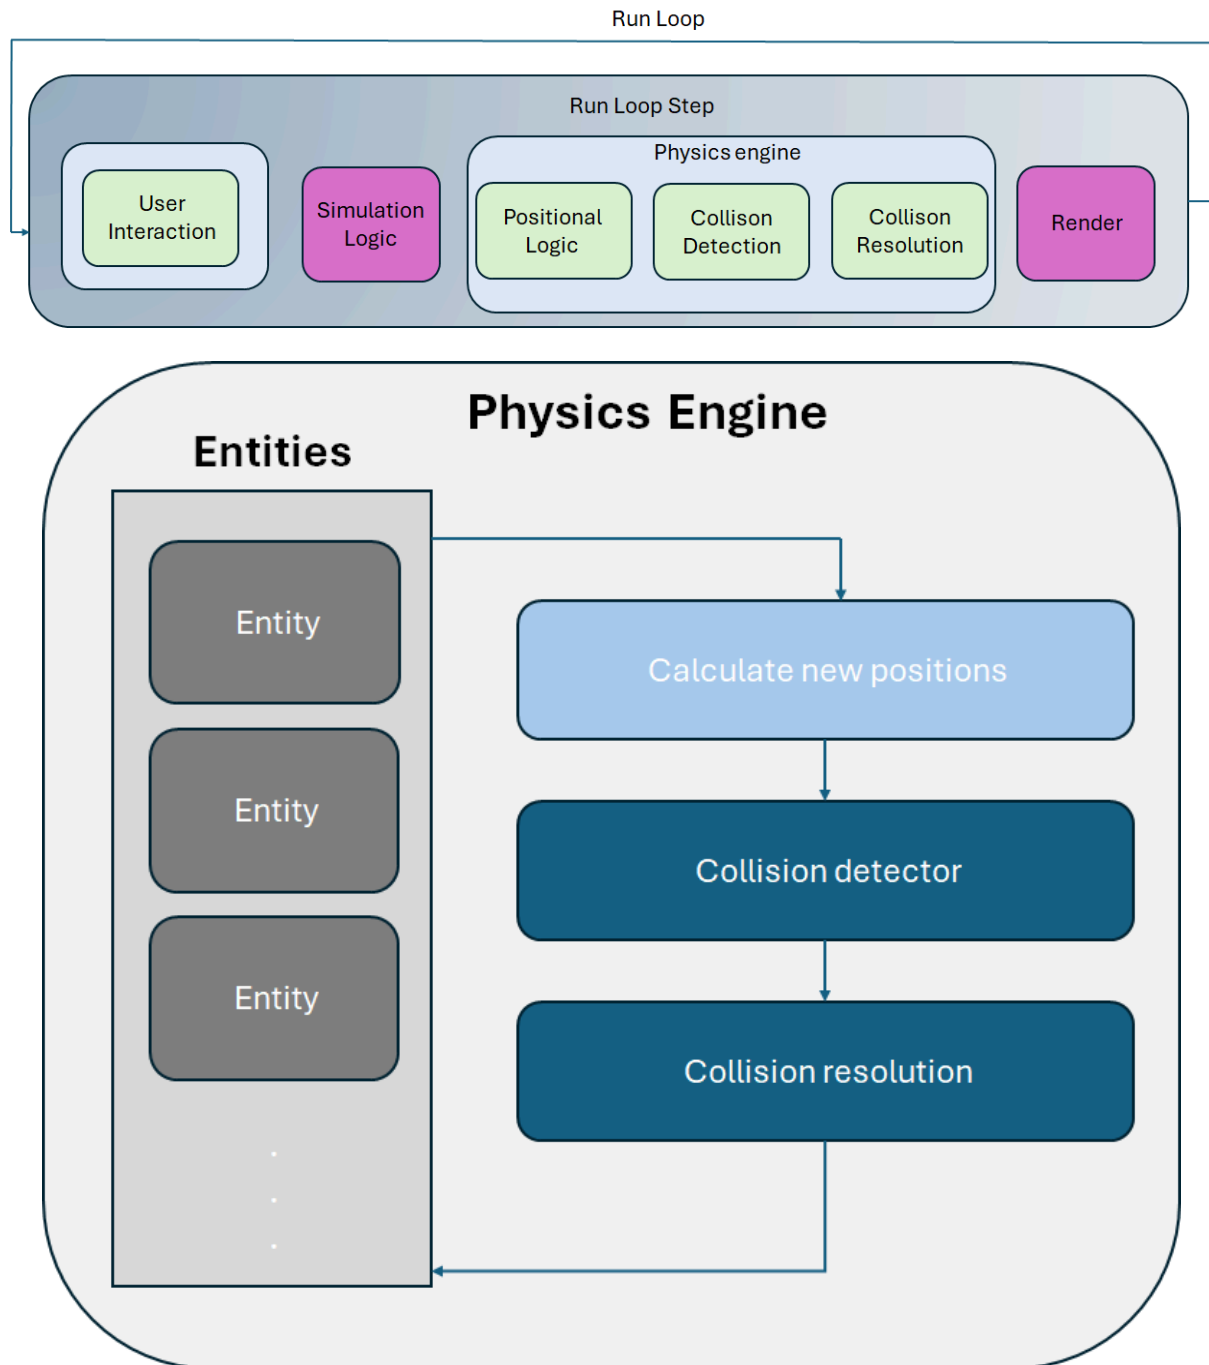 Run Loop
Run Loop Step
User
Interaction
Simulation
Logic
Physics engine
Positional
Logic
Collison
Detection
Collison
Resolution
Render
Physics Engine
Entities
Entity
Entity
Entity
.
.
.
Calculate new positions
Collision detector
Collision resolution